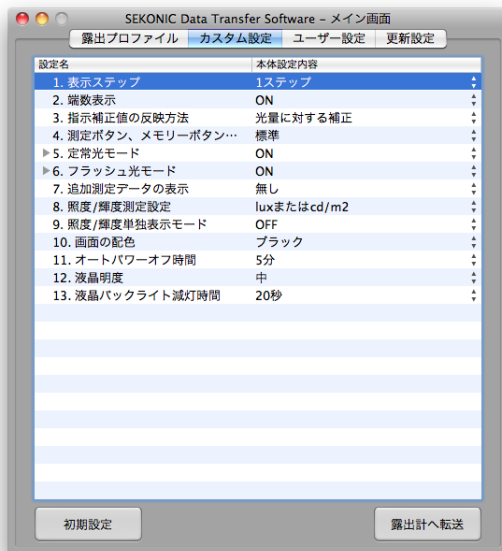 SEKONIC Data Transfer Software – メイン画面
露出プロファイル カスタム設定 ユーザー設定 更新設定
設定名 本体設定内容
1. 表示ステップ 1ステップ
2. 端数表示 ON
3. 指示補正値の反映方法 光量に対する補正
4. 測定ボタン、メモリーボタン… 標準
5. 定常光モード ON
6. フラッシュ光モード ON
7. 追加測定データの表示 無し
8. 照度/輝度測定設定 luxまたはcd/m2
9. 照度/輝度単独表示モード OFF
10. 画面の配色 ブラック
11. オートパワーオフ時間 5分
12. 液晶明度 中
13. 液晶バックライト減灯時間 20秒
初期設定 露出計へ転送